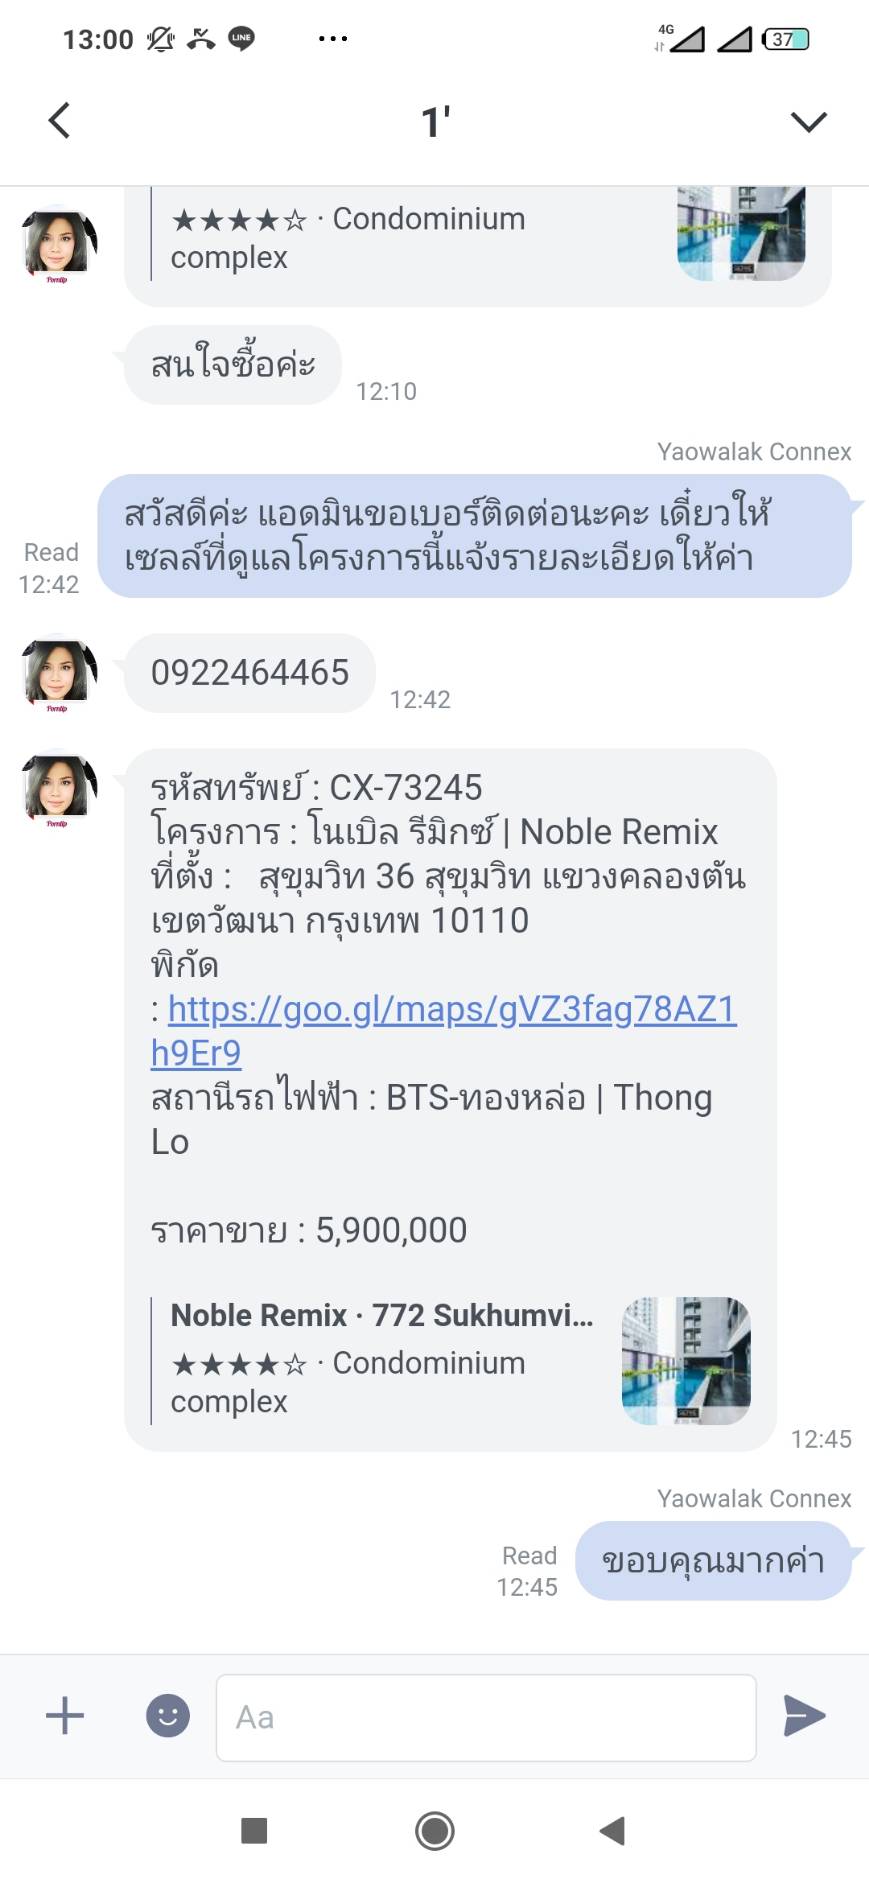 13:00
LINE
4G
37
1'
★★★★☆ · Condominium
complex
Porntip
สนใจซื้อค่ะ
12:10
Yaowalak Connex
สวัสดีค่ะ แอดมินขอเบอร์ติดต่อนะคะ เดี๋ยวให้
เซลล์ที่ดูแลโครงการนี้แจ้งรายละเอียดให้ค่า
Read
12:42
0922464465
12:42
Porntip
รหัสทรัพย์ : CX-73245
โครงการ : โนเบิล รีมิกซ์ | Noble Remix
ที่ตั้ง :   สุขุมวิท 36 สุขุมวิท แขวงคลองตัน
เขตวัฒนา กรุงเทพ 10110
พิกัด
: https://goo.gl/maps/gVZ3fag78AZ1
h9Er9
สถานีรถไฟฟ้า : BTS-ทองหล่อ | Thong
Lo
ราคาขาย : 5,900,000
Porntip
Noble Remix · 772 Sukhumvi...
★★★★☆ · Condominium
complex
12:45
Yaowalak Connex
ขอบคุณมากค่า
Read
12:45
Aa